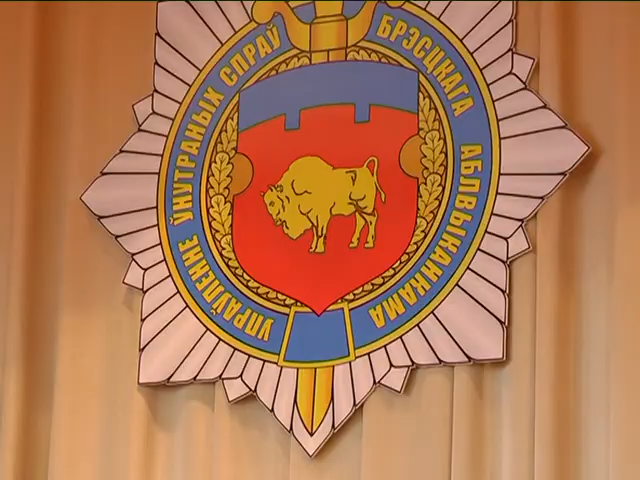 УПРАЎЛЕННЕ ЎНУТРАНЫХ СПРАЎ
БРЭСЦКАГА АБЛВЫКАНКАМА